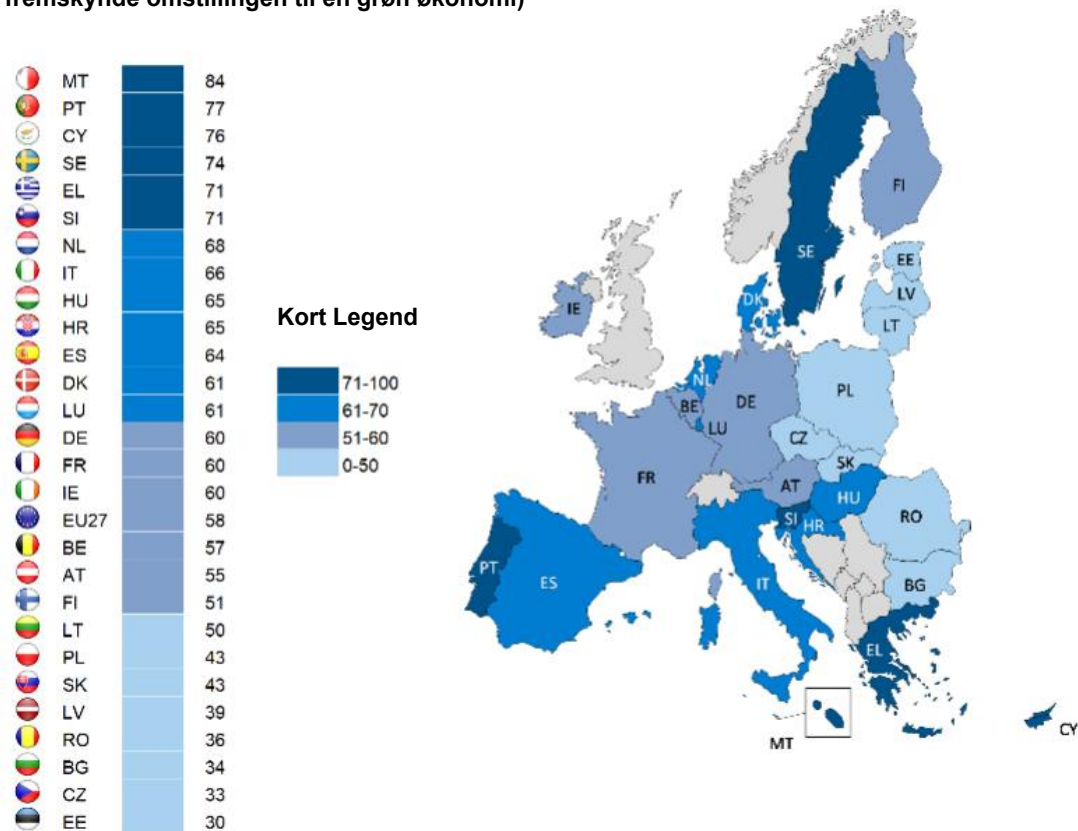 fremskynde omstillingen til en grøn økonomi)
MT 84
PT 77
CY 76
SE 74
EL 71
SI 71
NL 68
IT 66
HU 65
HR 65
ES 64
DK 61
LU 61
DE 60
FR 60
IE 60
EU27 58
BE 57
AT 55
FI 51
LT 50
PL 43
SK 43
LV 39
RO 36
BG 34
CZ 33
EE 30
Kort Legend
71-100
61-70
51-60
0-50
FI
SE
EE
LV
LT
DK
IE
NL
BE
DE
PL
LU
CZ
SK
FR
AT
HU
SI
HR
RO
PT
ES
IT
BG
EL
MT
CY